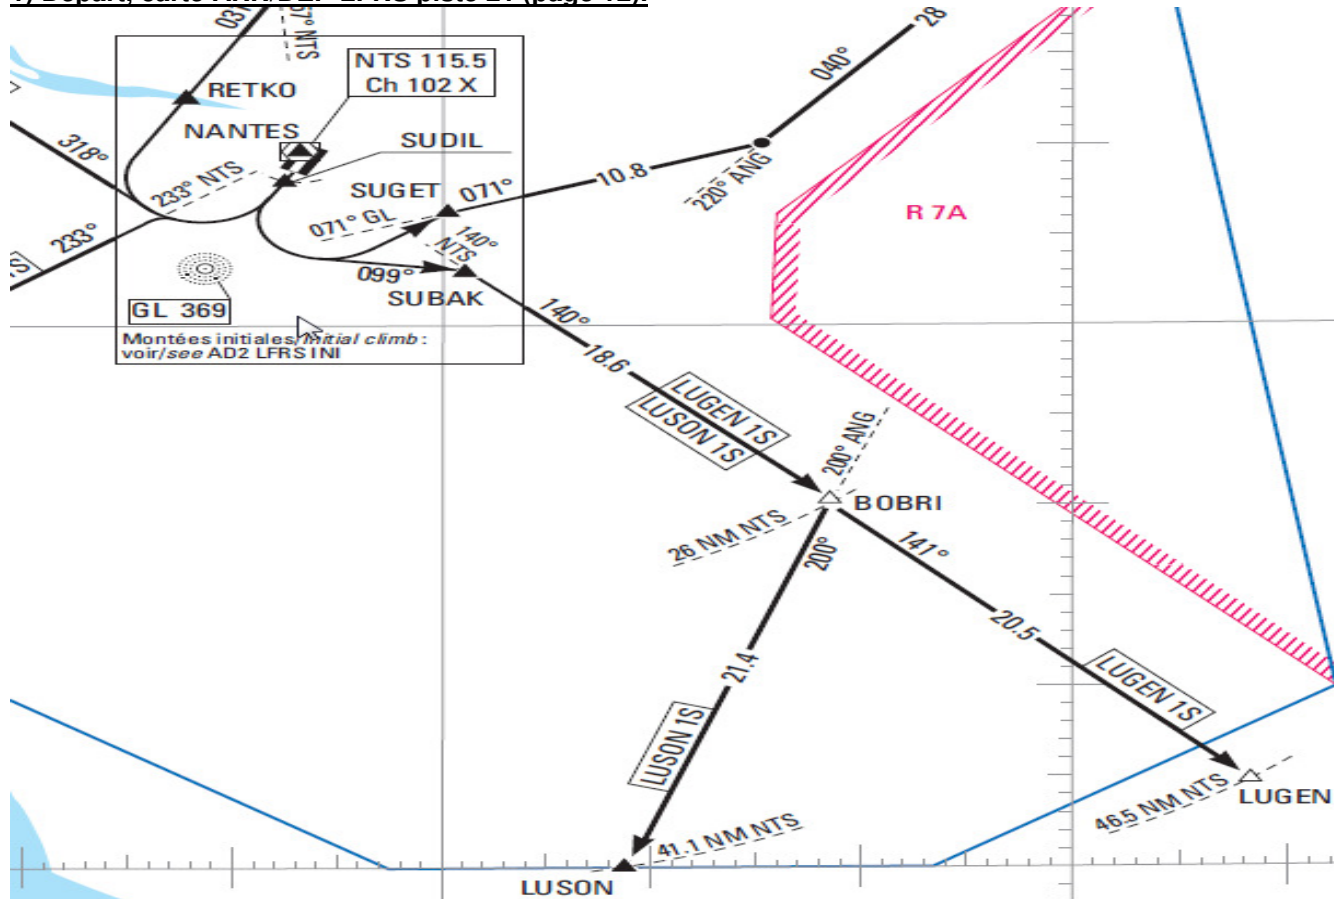 031
57° NTS
28
040°
NTS 115.5
Ch 102 X
RETKO
NANTES
SUDIL
318°
233° NTS
SUGET
071°
10.8
220° ANG
R 7A
071° GL
140°
NTS
233°
099°
SUBAK
GL 369
Montées initiales/Initial climb :
voir/see AD2 LFRS INI
140°
18.6
LUGEN 1S
LUSON 1S
200° ANG
BOBRI
26 NM NTS
200°
141°
20.5
21.4
LUGEN 1S
LUSON 1S
46.5 NM NTS
LUGEN
41.1 NM NTS
LUSON